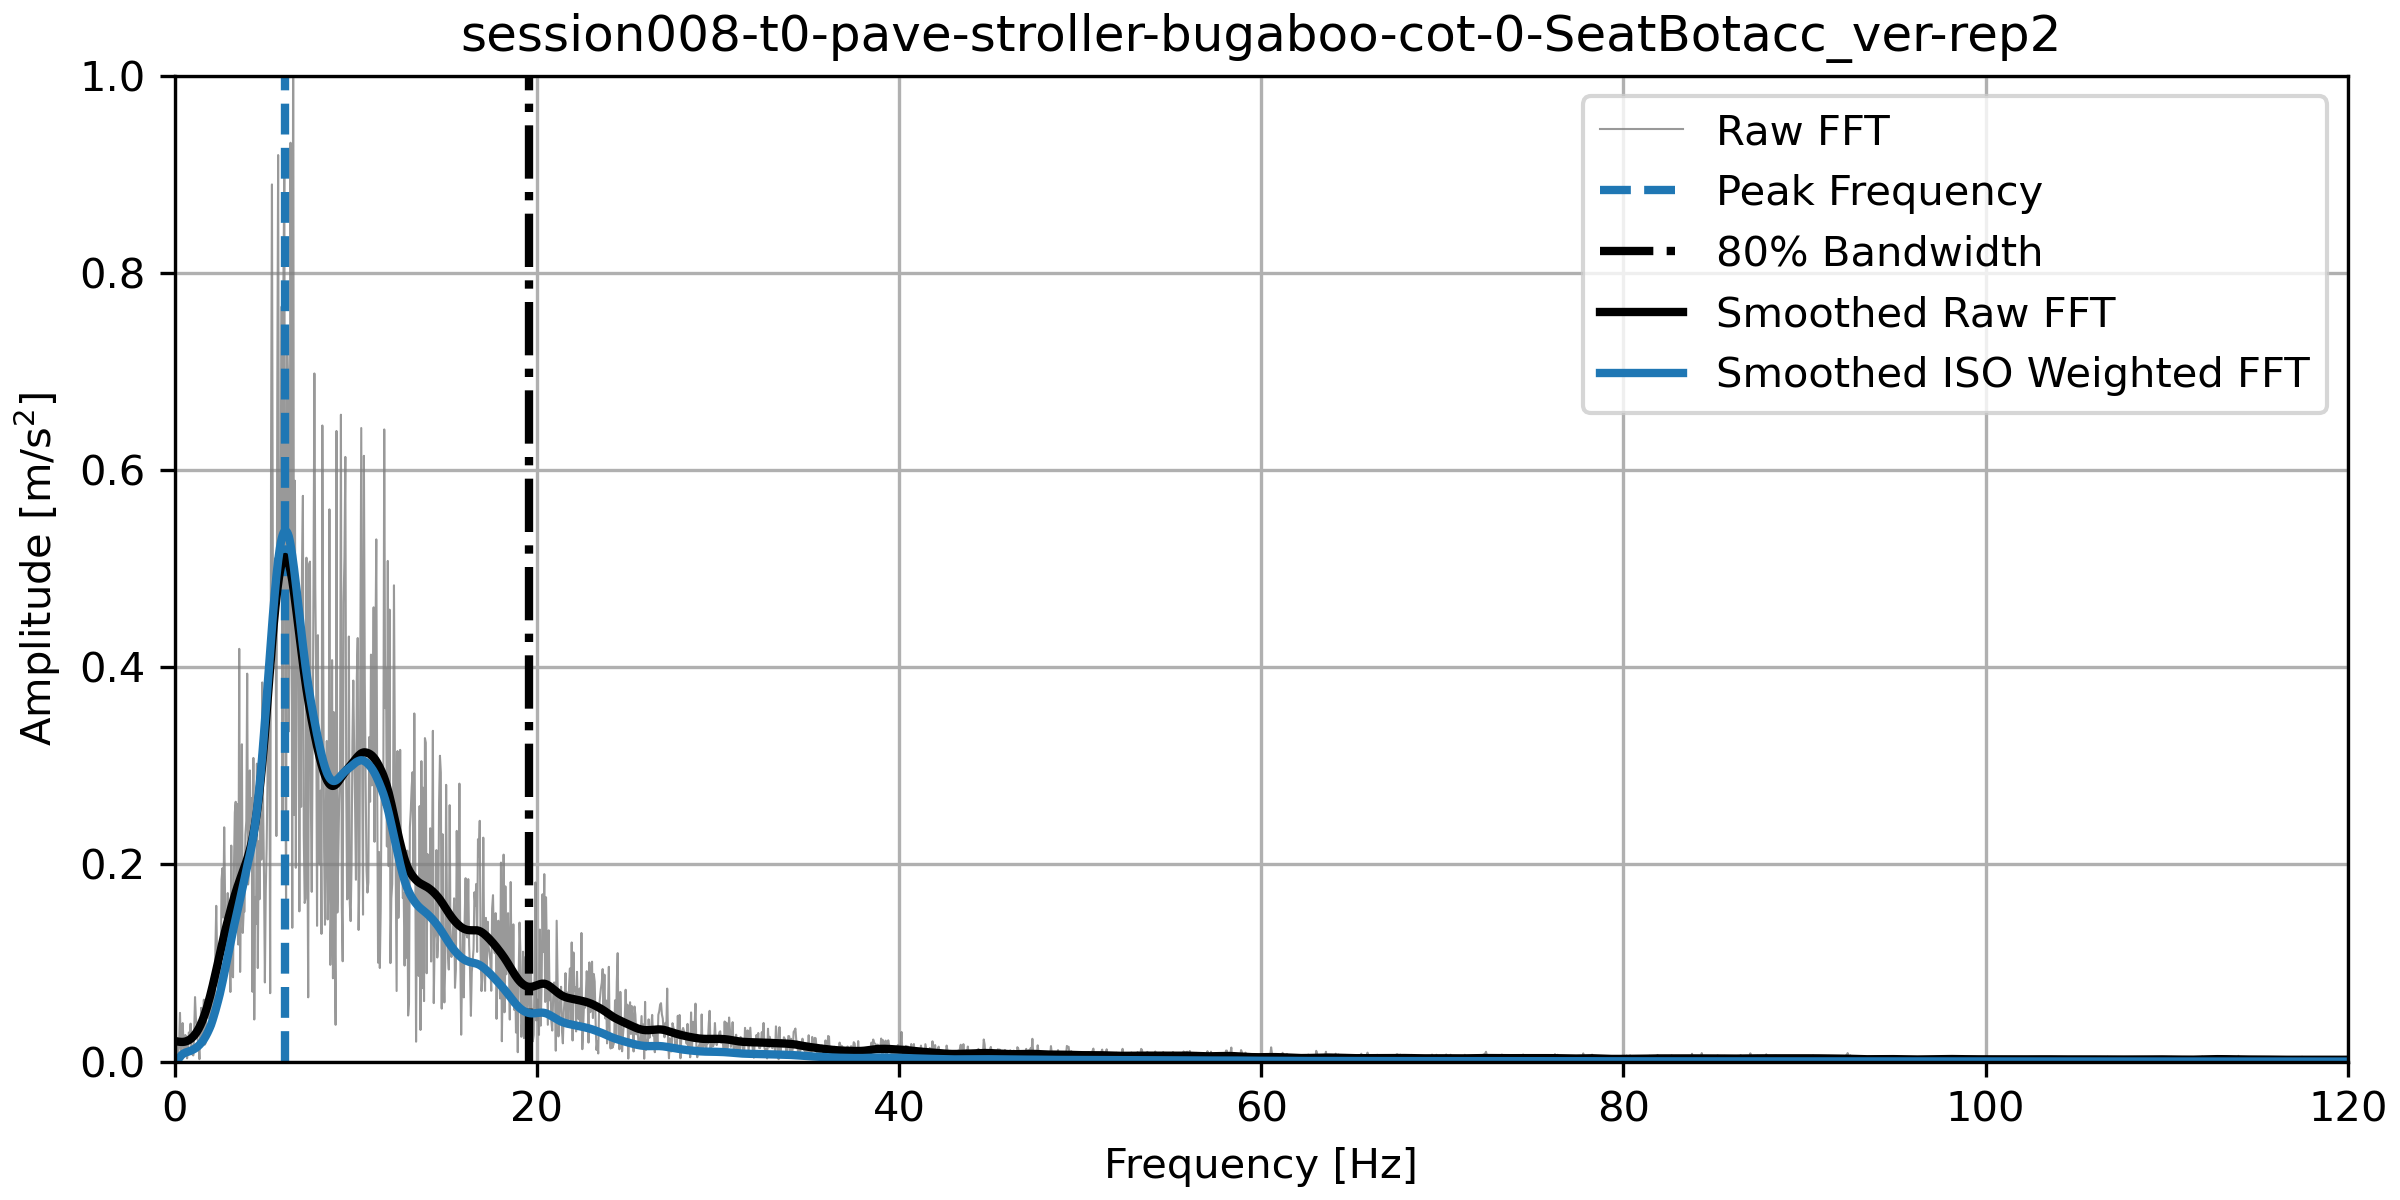 session008-t0-pave-stroller-bugaboo-cot-0-SeatBotacc_ver-rep2
1.0
0.8
0.6
0.4
0.2
0.0
Amplitude [m/s²]
Raw FFT
Peak Frequency
80% Bandwidth
Smoothed Raw FFT
Smoothed ISO Weighted FFT
0 20 40 60 80 100 120
Frequency [Hz]